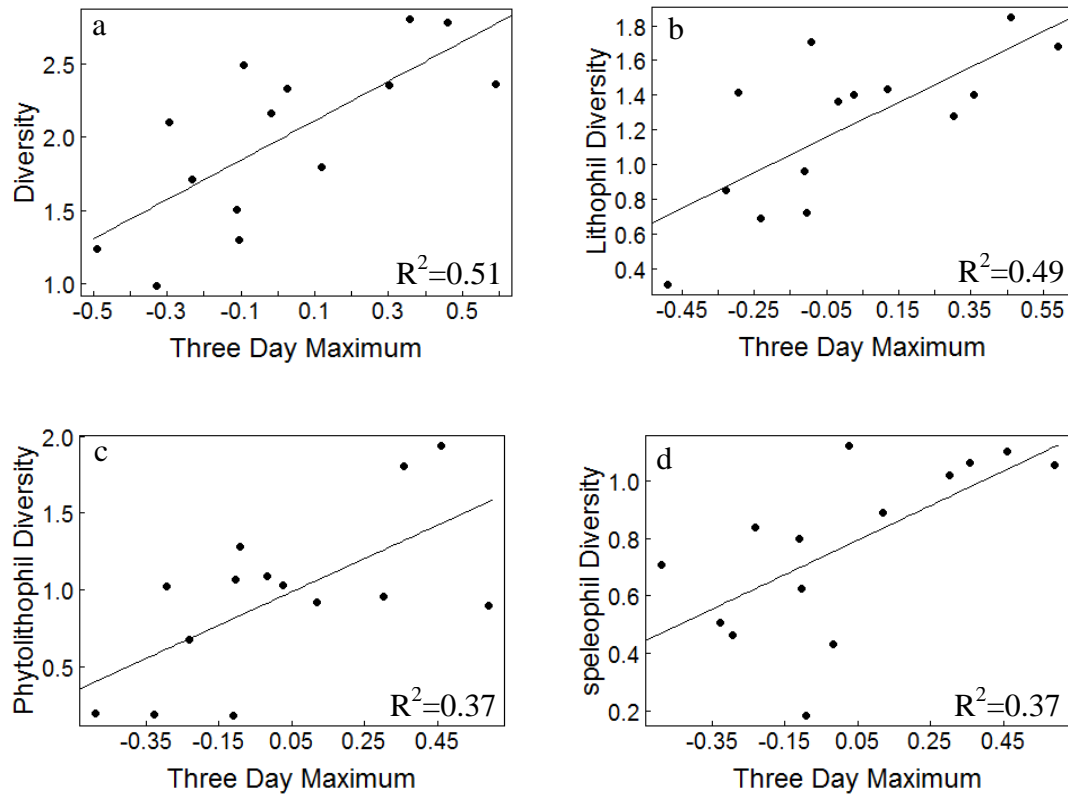 a
Diversity
2.5
2.0
1.5
1.0
R²=0.51
-0.5 -0.3 -0.1 0.1 0.3 0.5
Three Day Maximum
b
Lithophil Diversity
1.8
1.6
1.4
1.2
1.0
0.8
0.6
0.4
R²=0.49
-0.45 -0.25 -0.05 0.15 0.35 0.55
Three Day Maximum
c
Phytolithophil Diversity
2.0
1.5
1.0
0.5
R²=0.37
-0.35 -0.15 0.05 0.25 0.45
Three Day Maximum
d
speleophil Diversity
1.0
0.8
0.6
0.4
0.2
R²=0.37
-0.35 -0.15 0.05 0.25 0.45
Three Day Maximum